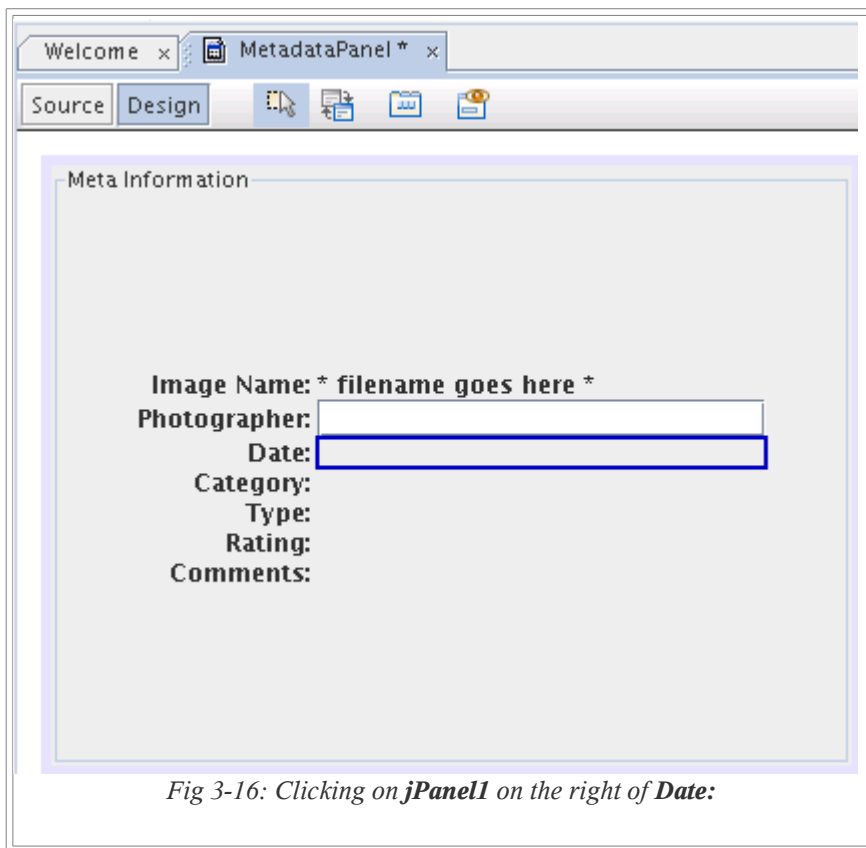 Welcome x MetadataPanel * x
Source Design
Meta Information
Image Name: * filename goes here *
Photographer:
Date:
Category:
Type:
Rating:
Comments:
Fig 3-16: Clicking on jPanel1 on the right of Date: